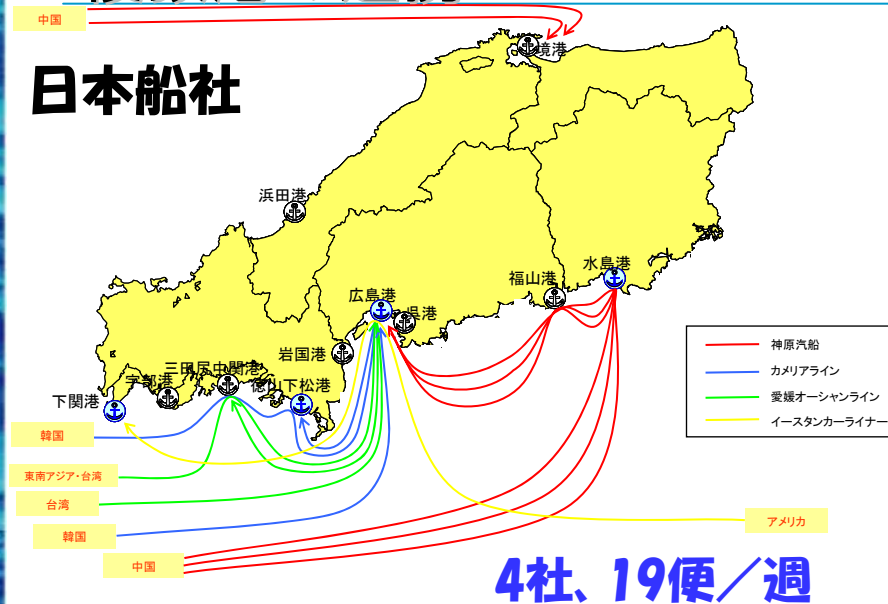 中国
境港
日本船社
浜田港
水島港
福山港
広島港
呉港
岩国港
三田尻中関港
宇部港
徳山下松港
下関港
神原汽船
カメリアライン
愛媛オーシャンライン
イースタンカーライナー
韓国
東南アジア・台湾
台湾
韓国
中国
アメリカ
4社、19便／週